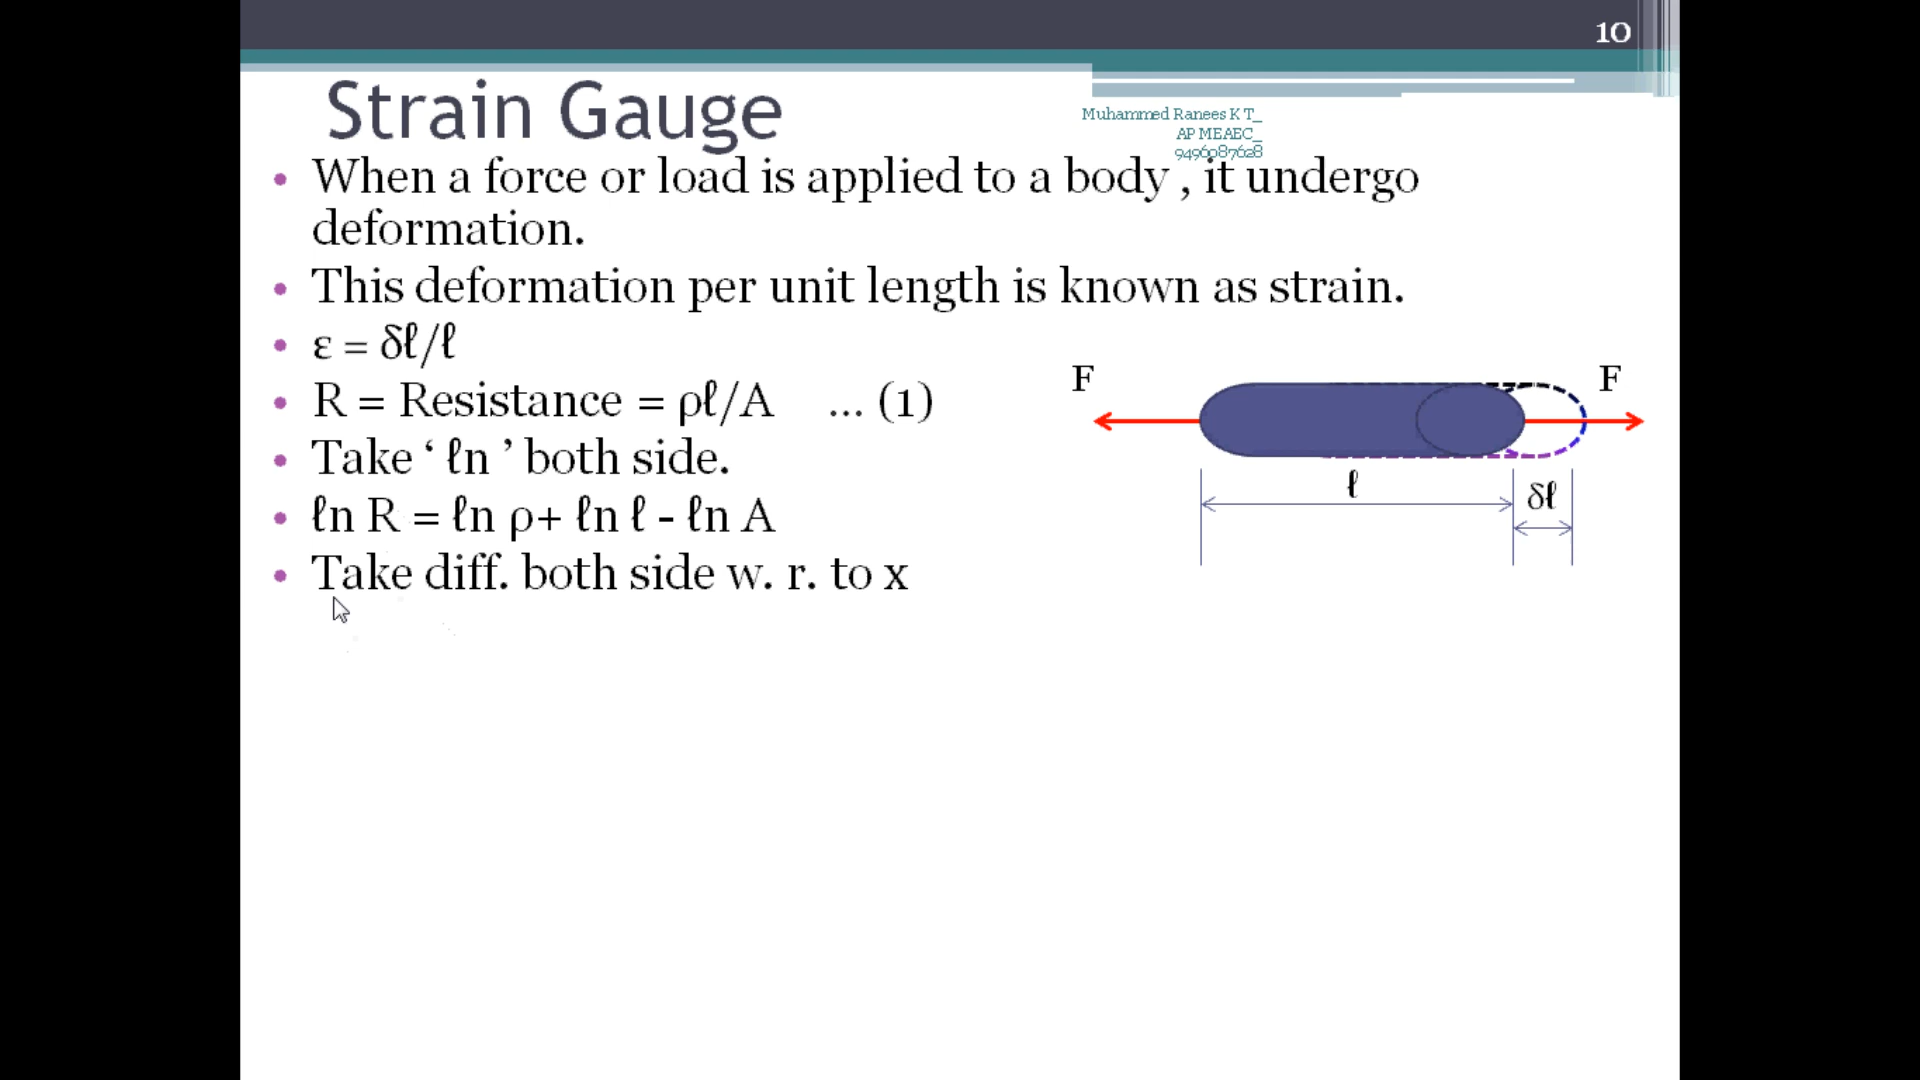 10
Strain Gauge
Muhammed Ranees K T_
AP MEAEC_
9496087628
• When a force or load is applied to a body , it undergo
deformation.
• This deformation per unit length is known as strain.
• ε = δℓ/ℓ
• R = Resistance = ρℓ/A ... (1)
• Take ‘ ℓn ’ both side.
• ℓn R = ℓn ρ+ ℓn ℓ - ℓn A
• Take diff. both side w. r. to x
F
F
ℓ
δℓ